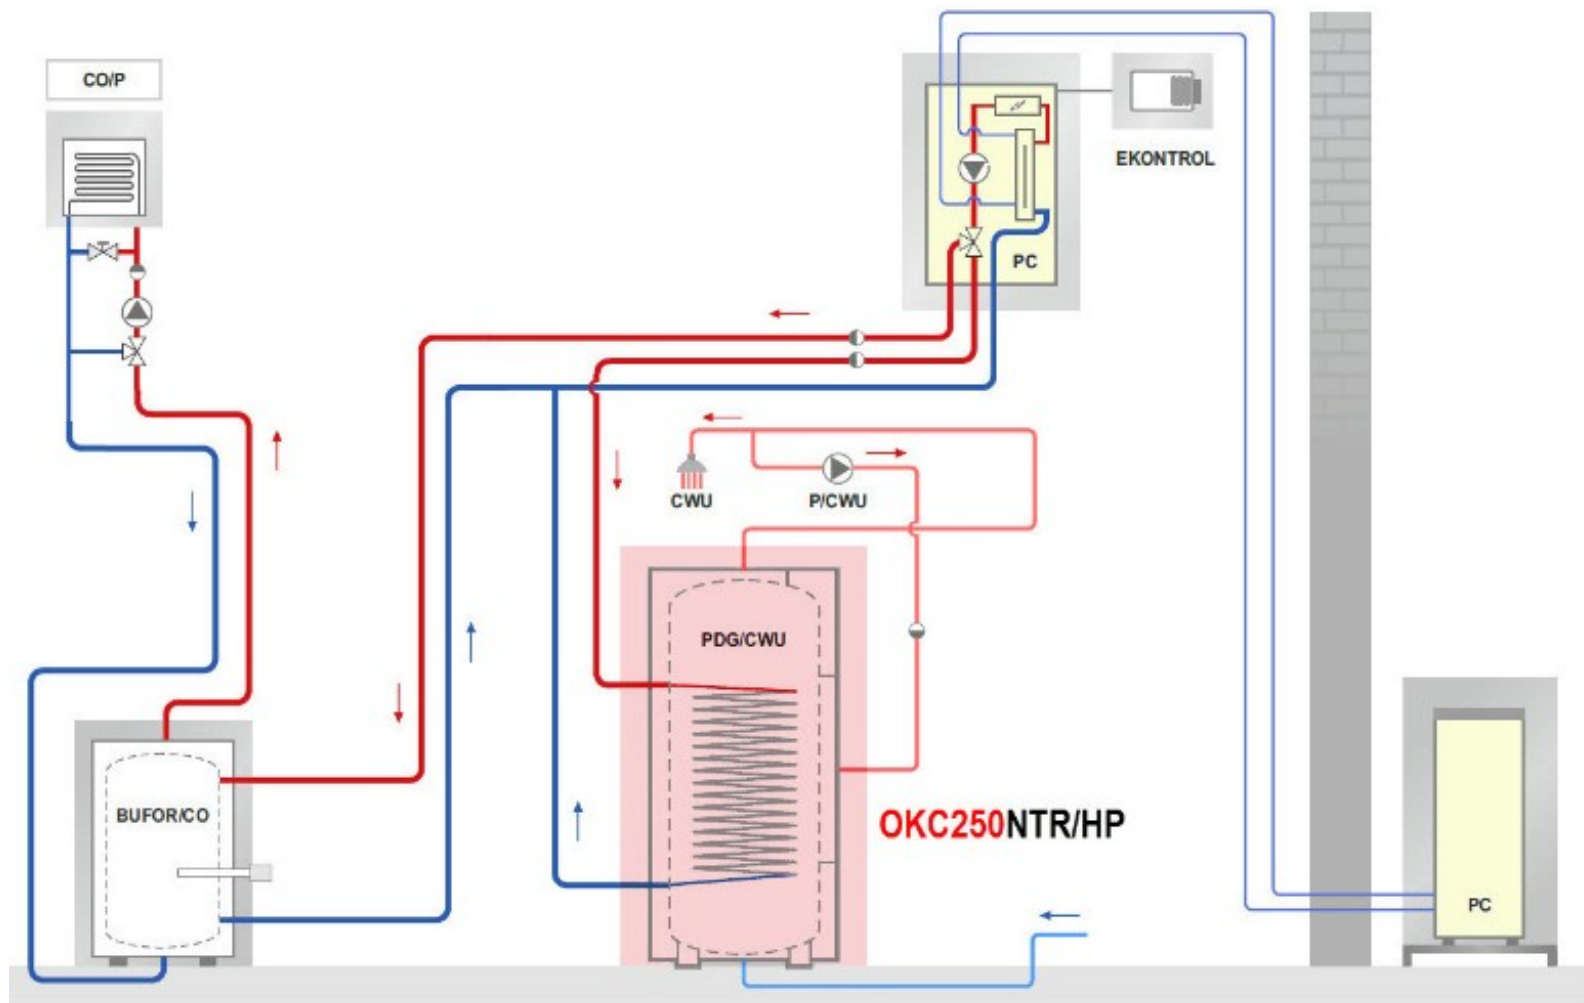 CO/P
EKONTROL
PC
CWU
P/CWU
PDG/CWU
BUFOR/CO
OKC250NTR/HP
PC